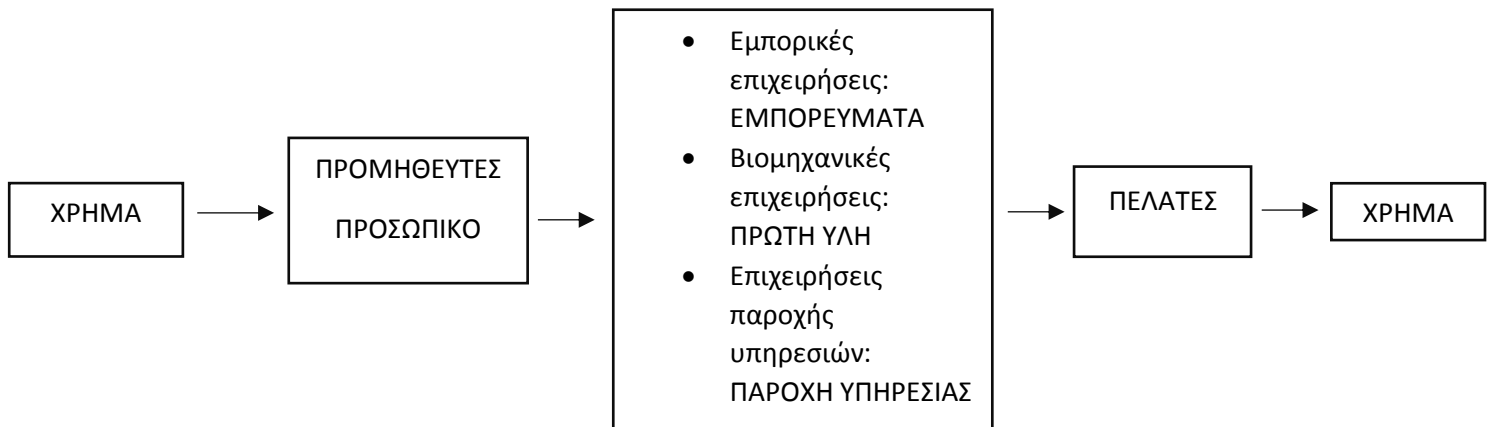 ΧΡΗΜΑ
ΠΡΟΜΗΘΕΥΤΕΣ
ΠΡΟΣΩΠΙΚΟ
• Εμπορικές
επιχειρήσεις:
ΕΜΠΟΡΕΥΜΑΤΑ
• Βιομηχανικές
επιχειρήσεις:
ΠΡΩΤΗ ΥΛΗ
• Επιχειρήσεις
παροχής
υπηρεσιών:
ΠΑΡΟΧΗ ΥΠΗΡΕΣΙΑΣ
ΠΕΛΑΤΕΣ
ΧΡΗΜΑ